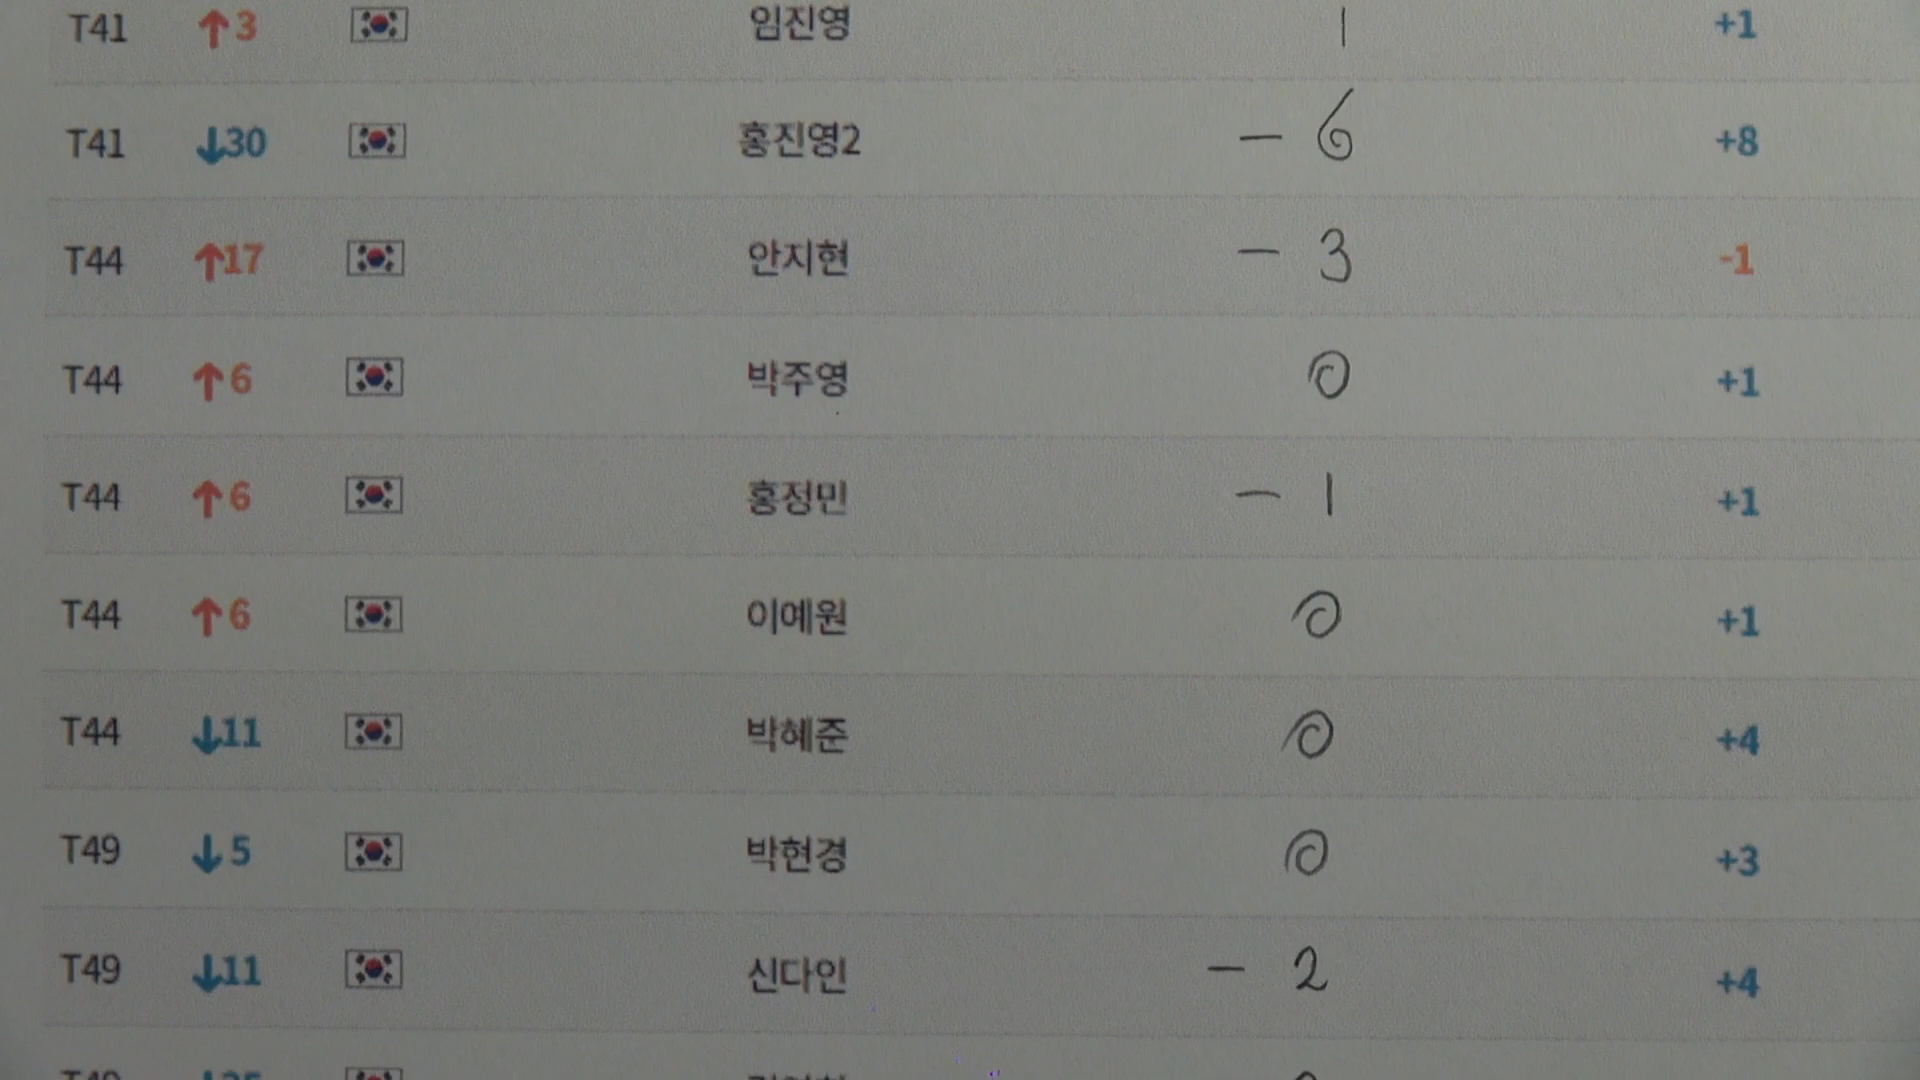 T41 ↑3 임진영 1 +1
T41 ↓30 홍진영2 - 6 +8
T44 ↑17 안지현 - 3 -1
T44 ↑6 박주영 0 +1
T44 ↑6 홍정민 - 1 +1
T44 ↑6 이예원 0 +1
T44 ↓11 박혜준 0 +4
T49 ↓5 박현경 0 +3
T49 ↓11 신다인 - 2 +4